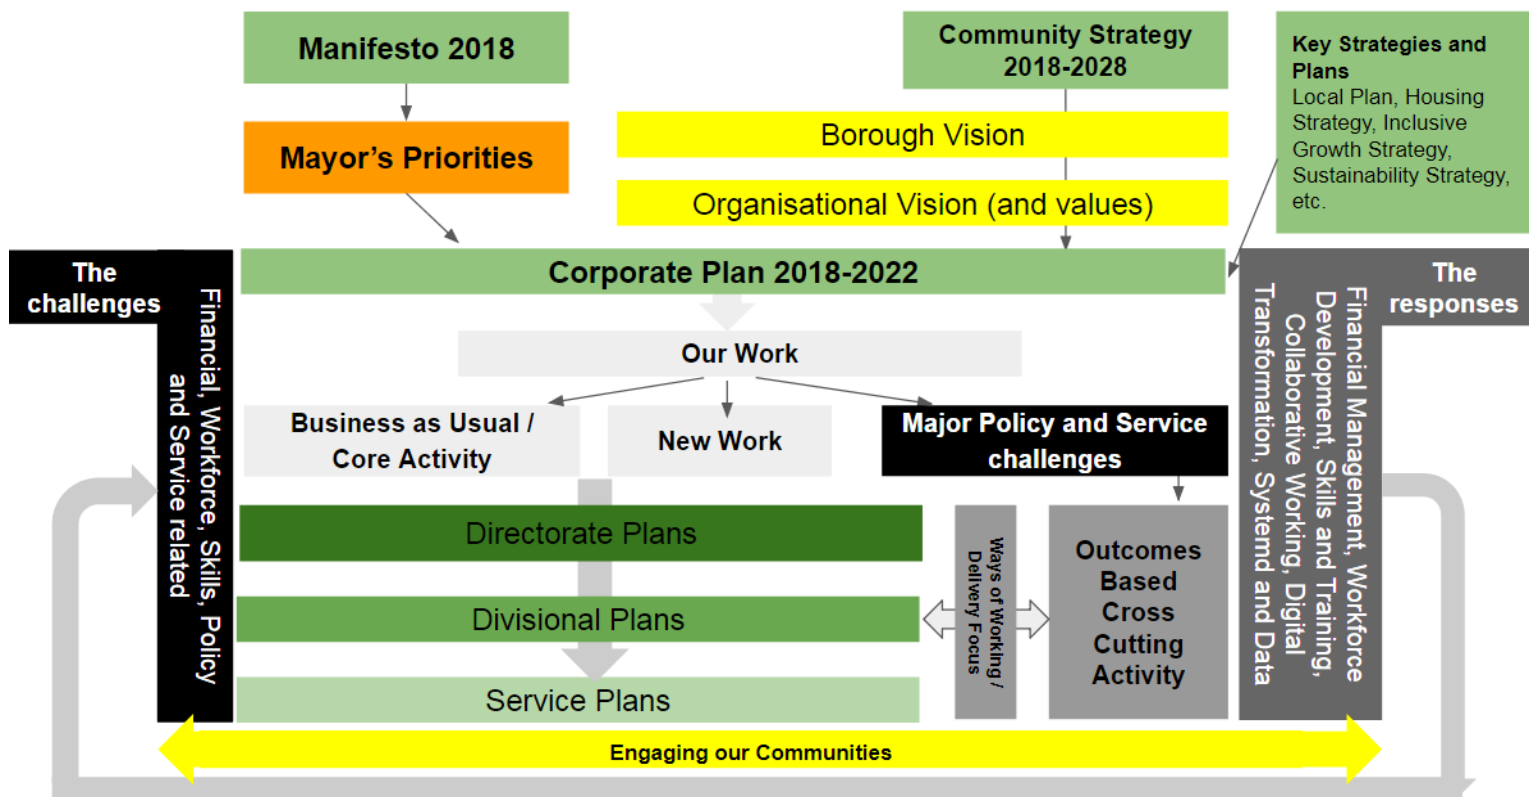 Manifesto 2018
Community Strategy
2018-2028
Key Strategies and
Plans
Local Plan, Housing
Strategy, Inclusive
Growth Strategy,
Sustainability Strategy,
etc.
Mayor’s Priorities
Borough Vision
Organisational Vision (and values)
Corporate Plan 2018-2022
The
challenges
Financial, Workforce, Skills, Policy
and Service related
The
responses
Financial Management, Workforce
Development, Skills and Training,
Collaborative Working, Digital
Transformation, Systemd and Data
Our Work
Business as Usual /
Core Activity
New Work
Major Policy and Service
challenges
Directorate Plans
Divisional Plans
Service Plans
Ways of Working /
Delivery Focus
Outcomes
Based
Cross
Cutting
Activity
Engaging our Communities